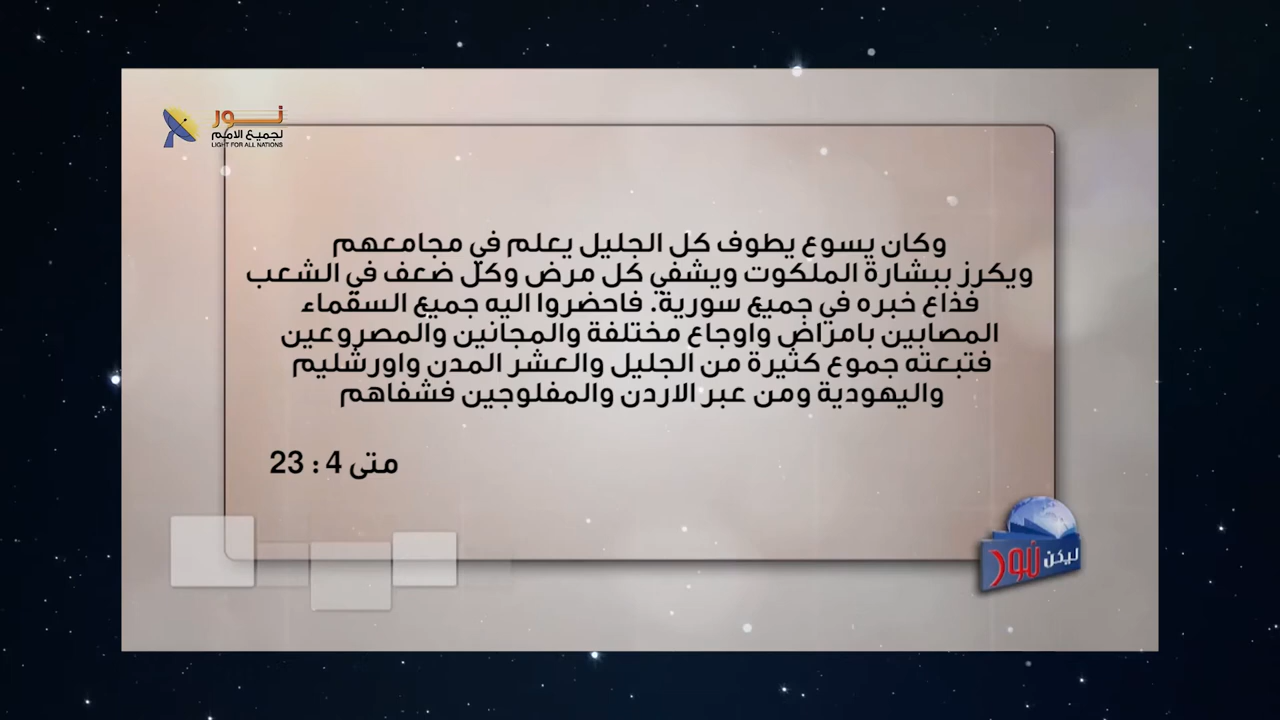 نور
لجميع الامم
LIGHT FOR ALL NATIONS
وكان يسوع يطوف كل الجليل يعلم في مجامعهم
ويكرز ببشارة الملكوت ويشفي كل مرض وكل ضعف في الشعب
فذاع خبره في جميع سورية. فاحضروا اليه جميع السقماء
المصابين بامراض واوجاع مختلفة والمجانين والمصروعين
فتبعته جموع كثيرة من الجليل والعشر المدن واورشليم
واليهودية ومن عبر الاردن والمفلوجين فشفاهم
متى 4 : 23
ليكن نور